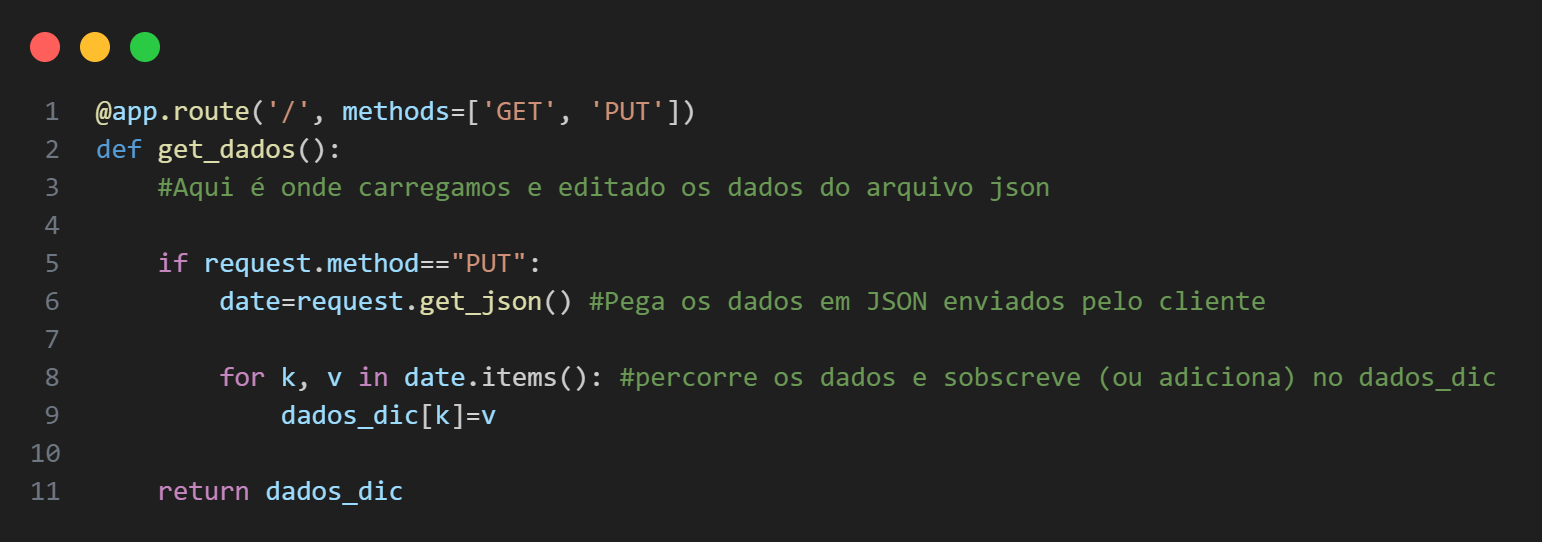 1 @app.route('/', methods=['GET', 'PUT'])
2 def get_dados():
3     #Aqui é onde carregamos e editado os dados do arquivo json
4
5     if request.method=="PUT":
6         date=request.get_json() #Pega os dados em JSON enviados pelo cliente
7
8         for k, v in date.items(): #percorre os dados e sobscreve (ou adiciona) no dados_dic
9             dados_dic[k]=v
10
11     return dados_dic